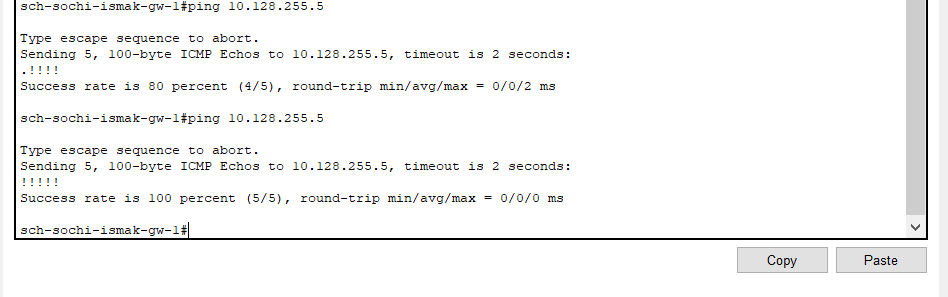 sch-sochi-ismak-gw-1#ping 10.128.255.5
Type escape sequence to abort.
Sending 5, 100-byte ICMP Echos to 10.128.255.5, timeout is 2 seconds:
.!!!!
Success rate is 80 percent (4/5), round-trip min/avg/max = 0/0/2 ms
sch-sochi-ismak-gw-1#ping 10.128.255.5
Type escape sequence to abort.
Sending 5, 100-byte ICMP Echos to 10.128.255.5, timeout is 2 seconds:
!!!!!
Success rate is 100 percent (5/5), round-trip min/avg/max = 0/0/0 ms
sch-sochi-ismak-gw-1#
Copy Paste